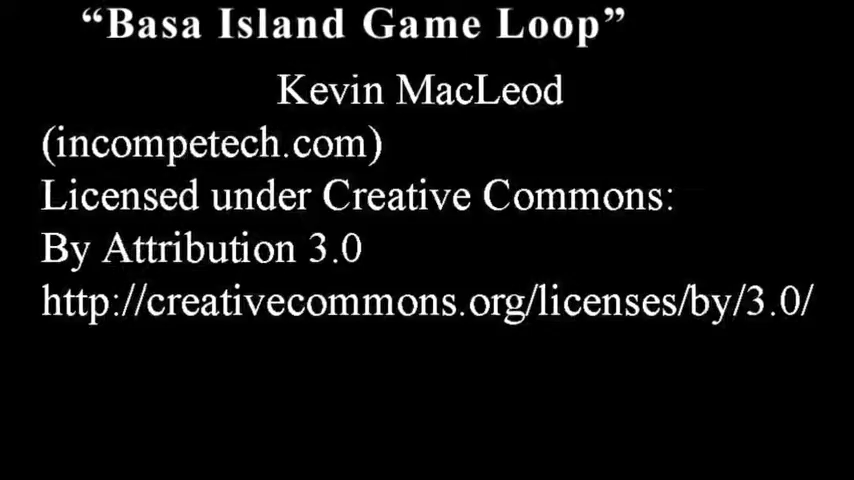 “Basa Island Game Loop”
Kevin MacLeod
(incompetech.com)
Licensed under Creative Commons:
By Attribution 3.0
http://creativecommons.org/licenses/by/3.0/